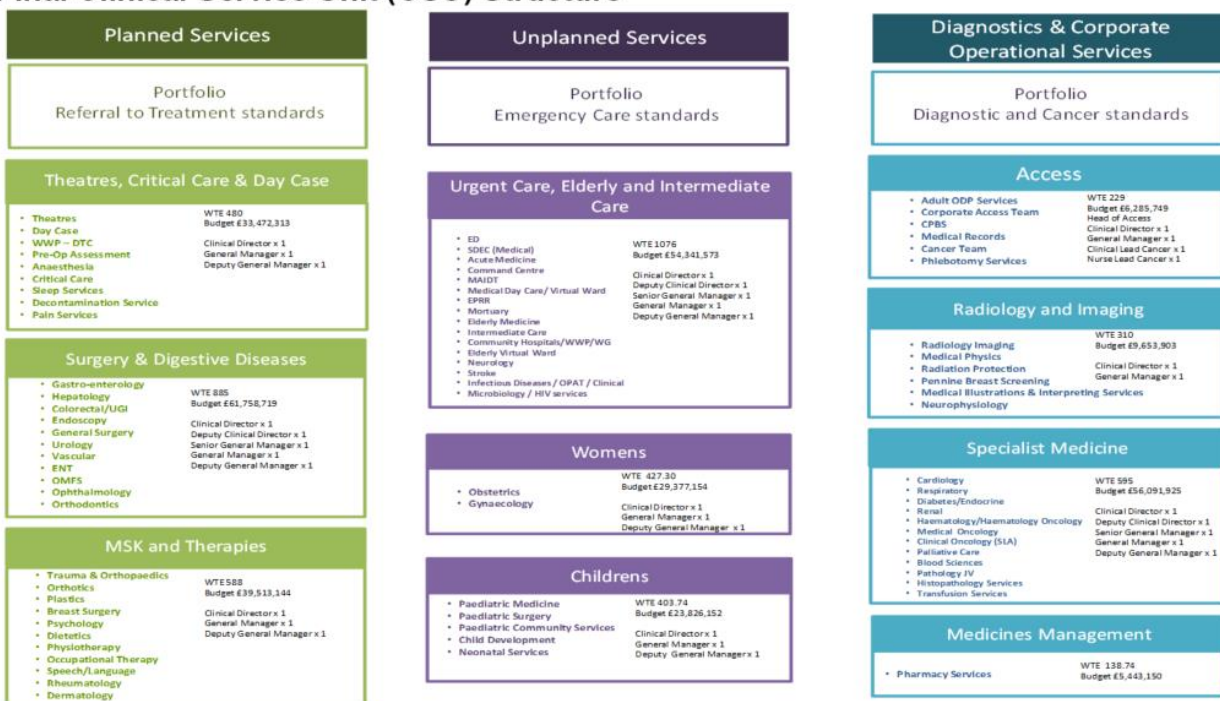 Planned Services
Portfolio
Referral to Treatment standards
Theatres, Critical Care & Day Case
• Theatres
• Day Case
• WWP – DTC
• Pre-Op Assessment
• Anaesthesia
• Critical Care
• Sleep Services
• Decontamination Service
• Pain Services
WTE 480
Budget £33,472,313
Clinical Director x 1
General Manager x 1
Deputy General Manager x 1
Surgery & Digestive Diseases
• Gastro-enterology
• Hepatology
• Colorectal/UGI
• Endoscopy
• General Surgery
• Urology
• Vascular
• ENT
• OMFS
• Ophthalmology
• Orthodontics
WTE 885
Budget £61,758,719
Clinical Director x 1
Deputy Clinical Director x 1
Senior General Manager x 1
General Manager x 1
Deputy General Manager x 1
MSK and Therapies
• Trauma & Orthopaedics
• Orthotics
• Plastics
• Breast Surgery
• Psychology
• Dietetics
• Physiotherapy
• Occupational Therapy
• Speech/Language
• Rheumatology
• Dermatology
WTE 588
Budget £39,513,144
Clinical Director x 1
General Manager x 1
Deputy General Manager x 1
Unplanned Services
Portfolio
Emergency Care standards
Urgent Care, Elderly and Intermediate
Care
• ED
• SDEC (Medical)
• Acute Medicine
• Command Centre
• MAIDT
• Medical Day Care/ Virtual Ward
• EPRR
• Mortuary
• Elderly Medicine
• Intermediate Care
• Community Hospitals/WWP/WG
• Elderly Virtual Ward
• Neurology
• Stroke
• Infectious Diseases / OPAT / Clinical
• Microbiology / HIV services
WTE 1076
Budget £54,341,573
Clinical Director x 1
Deputy Clinical Director x 1
Senior General Manager x 1
General Manager x 1
Deputy General Manager x 1
Womens
• Obstetrics
• Gynaecology
WTE 427.30
Budget £29,377,154
Clinical Director x 1
General Manager x 1
Deputy General Manager x 1
Childrens
• Paediatric Medicine
• Paediatric Surgery
• Paediatric Community Services
• Child Development
• Neonatal Services
WTE 403.74
Budget £23,826,152
Clinical Director x 1
General Manager x 1
Deputy General Manager x 1
Diagnostics & Corporate
Operational Services
Portfolio
Diagnostic and Cancer standards
Access
• Adult ODP Services
• Corporate Access Team
• CPBS
• Medical Records
• Cancer Team
• Phlebotomy Services
WTE 229
Budget £6,285,749
Head of Access
Clinical Director x 1
General Manager x 1
Clinical Lead Cancer x 1
Nurse Lead Cancer x 1
Radiology and Imaging
• Radiology Imaging
• Medical Physics
• Radiation Protection
• Pennine Breast Screening
• Medical Illustrations & Interpreting Services
• Neurophysiology
WTE 310
Budget £9,653,903
Clinical Director x 1
General Manager x 1
Specialist Medicine
• Cardiology
• Respiratory
• Diabetes/Endocrine
• Renal
• Haematology/Haematology Oncology
• Medical Oncology
• Clinical Oncology (SLA)
• Palliative Care
• Blood Sciences
• Pathology JV
• Histopathology Services
• Transfusion Services
WTE 595
Budget £56,091,925
Clinical Director x 1
Deputy Clinical Director x 1
Senior General Manager x 1
General Manager x 1
Deputy General Manager x 1
Medicines Management
• Pharmacy Services
WTE 138.74
Budget £5,443,150